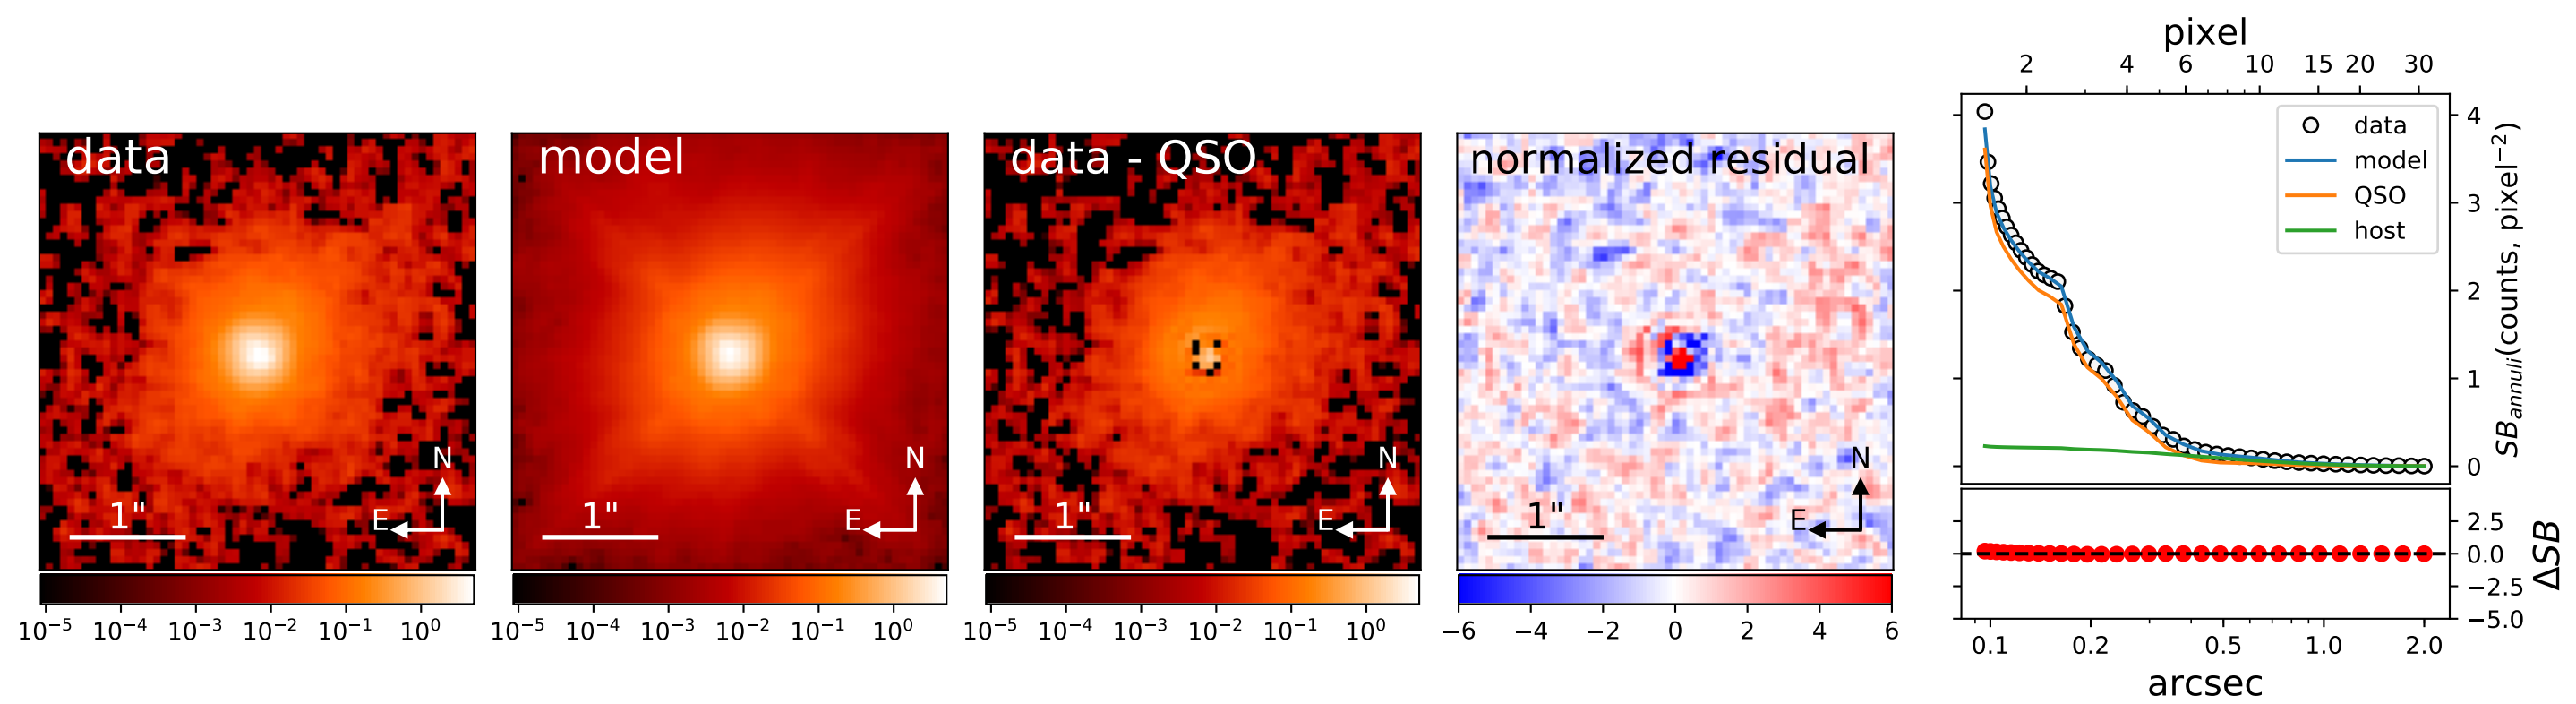 data
1"
N
E
10⁻⁵ 10⁻⁴ 10⁻³ 10⁻² 10⁻¹ 10⁰
model
1"
N
E
10⁻⁵ 10⁻⁴ 10⁻³ 10⁻² 10⁻¹ 10⁰
data - QSO
1"
N
E
10⁻⁵ 10⁻⁴ 10⁻³ 10⁻² 10⁻¹ 10⁰
normalized residual
1"
N
E
−6 −4 −2 0 2 4 6
pixel
2 4 6 10 15 20 30
data
model
QSO
host
4
3
2
1
0
SB_annuli(counts, pixel⁻²)
2.5
0.0
−2.5
−5.0
ΔSB
0.1 0.2 0.5 1.0 2.0
arcsec